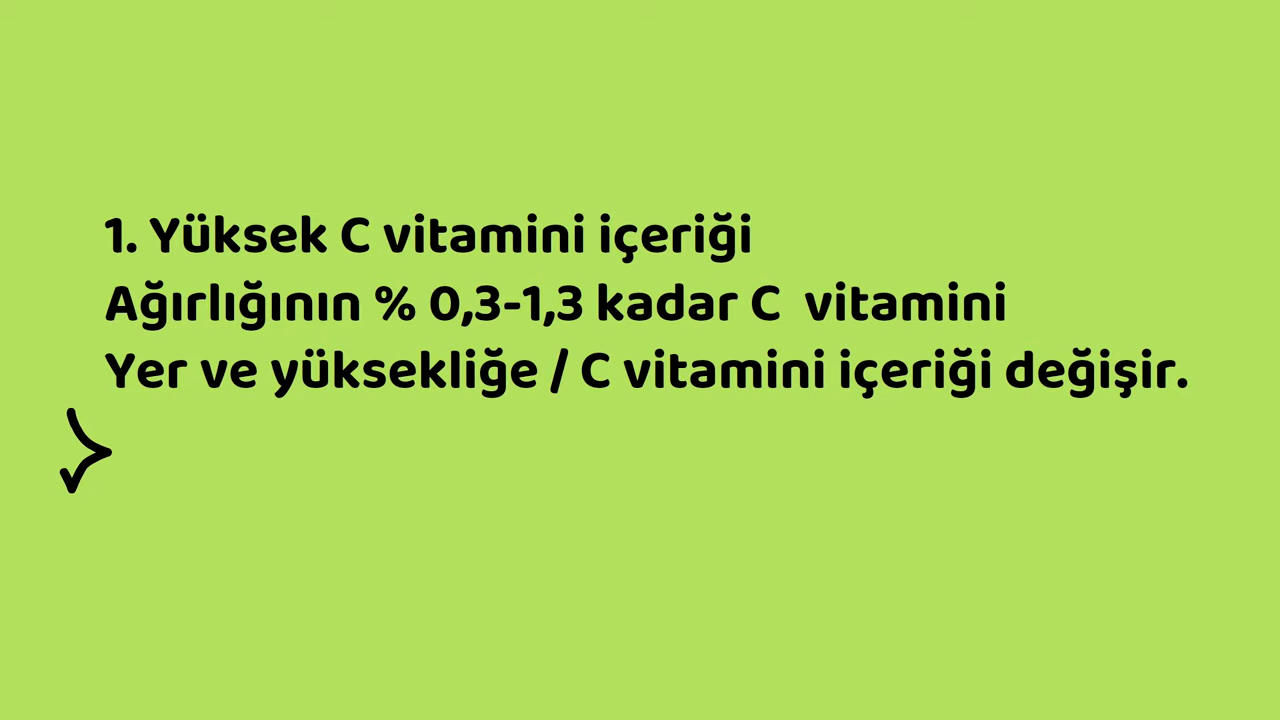 1. Yüksek C vitamini içeriği
Ağırlığının % 0,3-1,3 kadar C  vitamini
Yer ve yüksekliğe / C vitamini içeriği değişir.